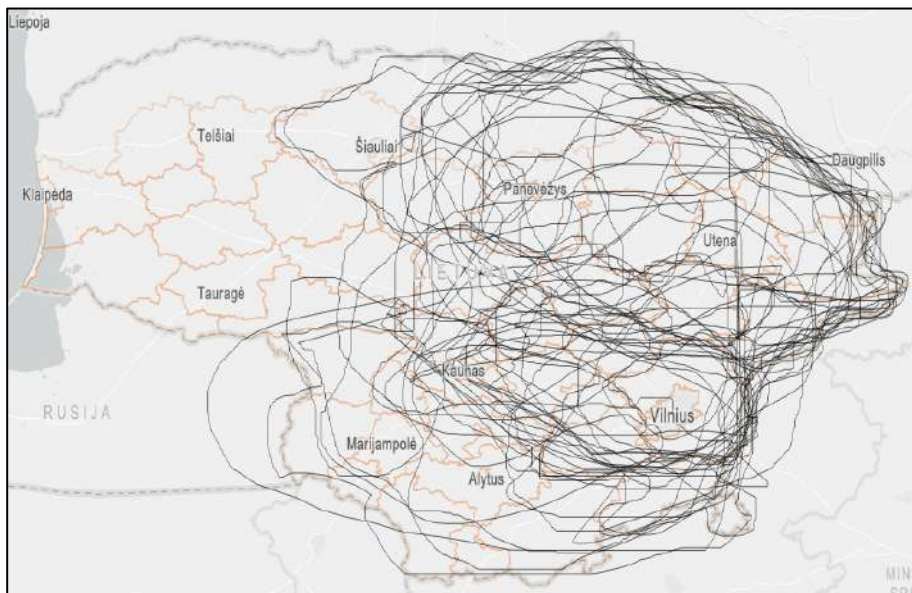 Liepoja
Telšiai
Šiauliai
Panevėžys
Daugpilis
Klaipėda
Utena
LIETUVA
Tauragė
Kaunas
RUSIJA
Vilnius
Marijampolė
Alytus